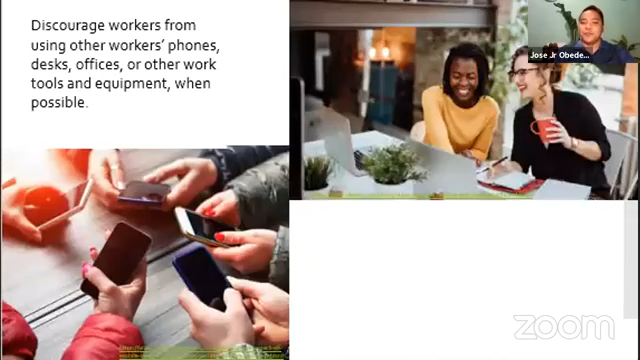 Discourage workers from
using other workers' phones,
desks, offices, or other work
tools and equipment, when
possible.
Jose Jr Obede...
zoom